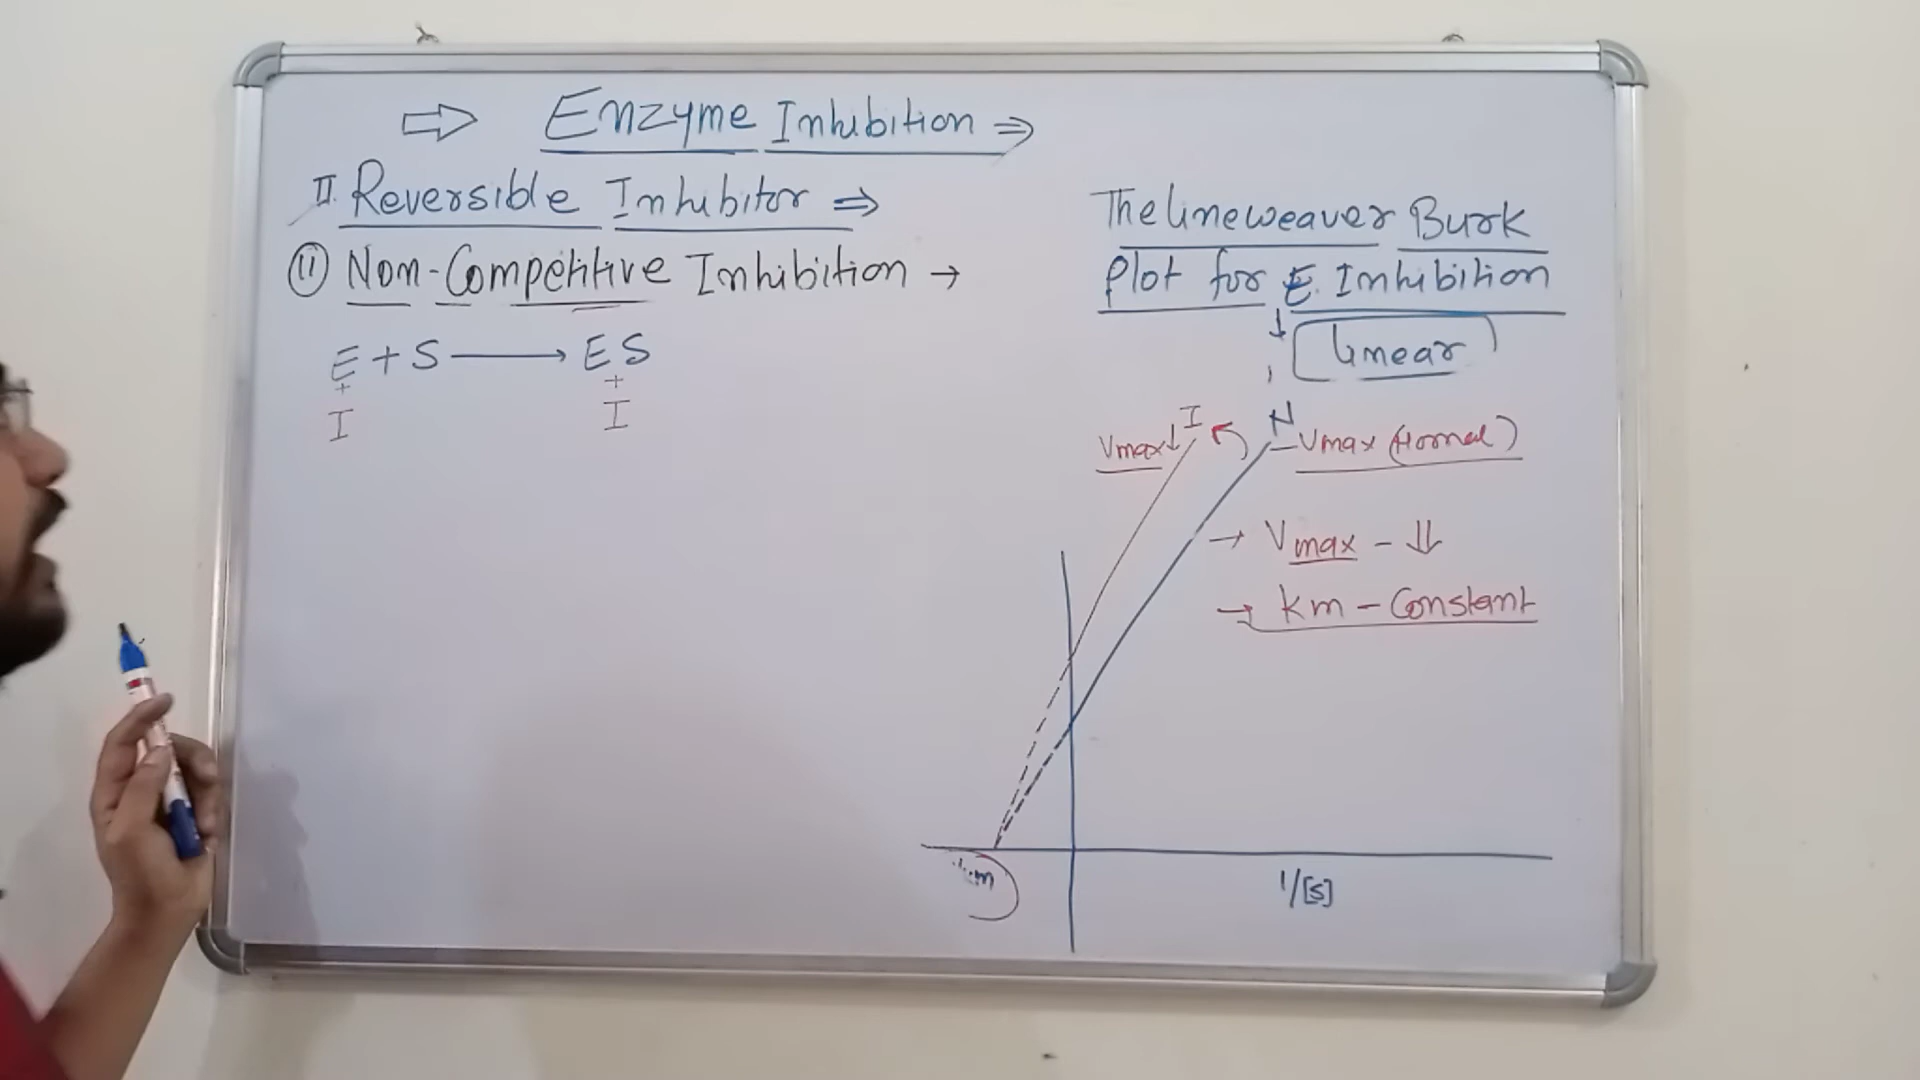 ⇒ Enzyme Inhibition ⇒
II. Reversible Inhibitor ⇒
(ii) Non-Competitive Inhibition →
E + S ⟶ ES
+ +
I I
The lineweaver Burk
Plot for E. Inhibition
↓
linear
Vmax↓ I N
Vmax (Normal)
→ Vmax - ⇓
→ Km - Constant
1/[S]